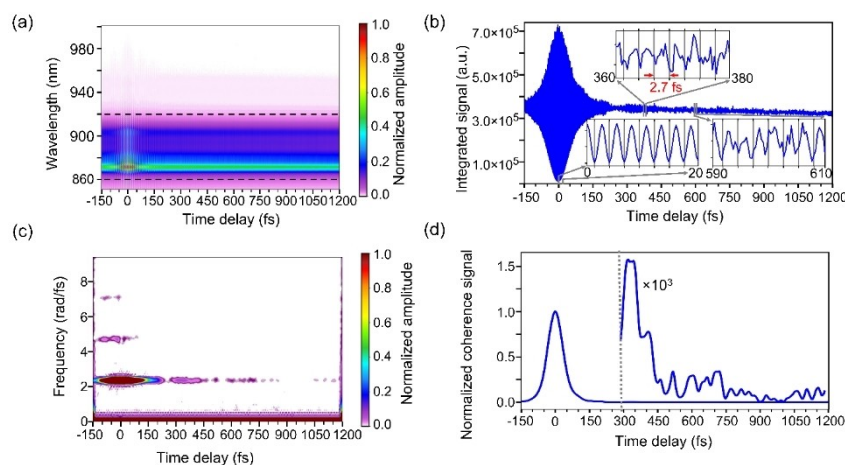 (a)
980
940
900
860
Wavelength (nm)
-150 0 150 300 450 600 750 900 1050 1200
Time delay (fs)
1.0
0.8
0.6
0.4
0.2
0.0
Normalized amplitude
(b)
7.0×10⁵
5.0×10⁵
3.0×10⁵
1.0×10⁵
Integrated signal (a.u.)
360 380
2.7 fs
0 20
590 610
-150 0 150 300 450 600 750 900 1050 1200
Time delay (fs)
(c)
8
6
4
2
0
Frequency (rad/fs)
-150 0 150 300 450 600 750 900 1050 1200
Time delay (fs)
1.0
0.8
0.6
0.4
0.2
0.0
Normalized amplitude
(d)
1.5
1.0
0.5
0.0
Normalized coherence signal
×10³
-150 0 150 300 450 600 750 900 1050 1200
Time delay (fs)